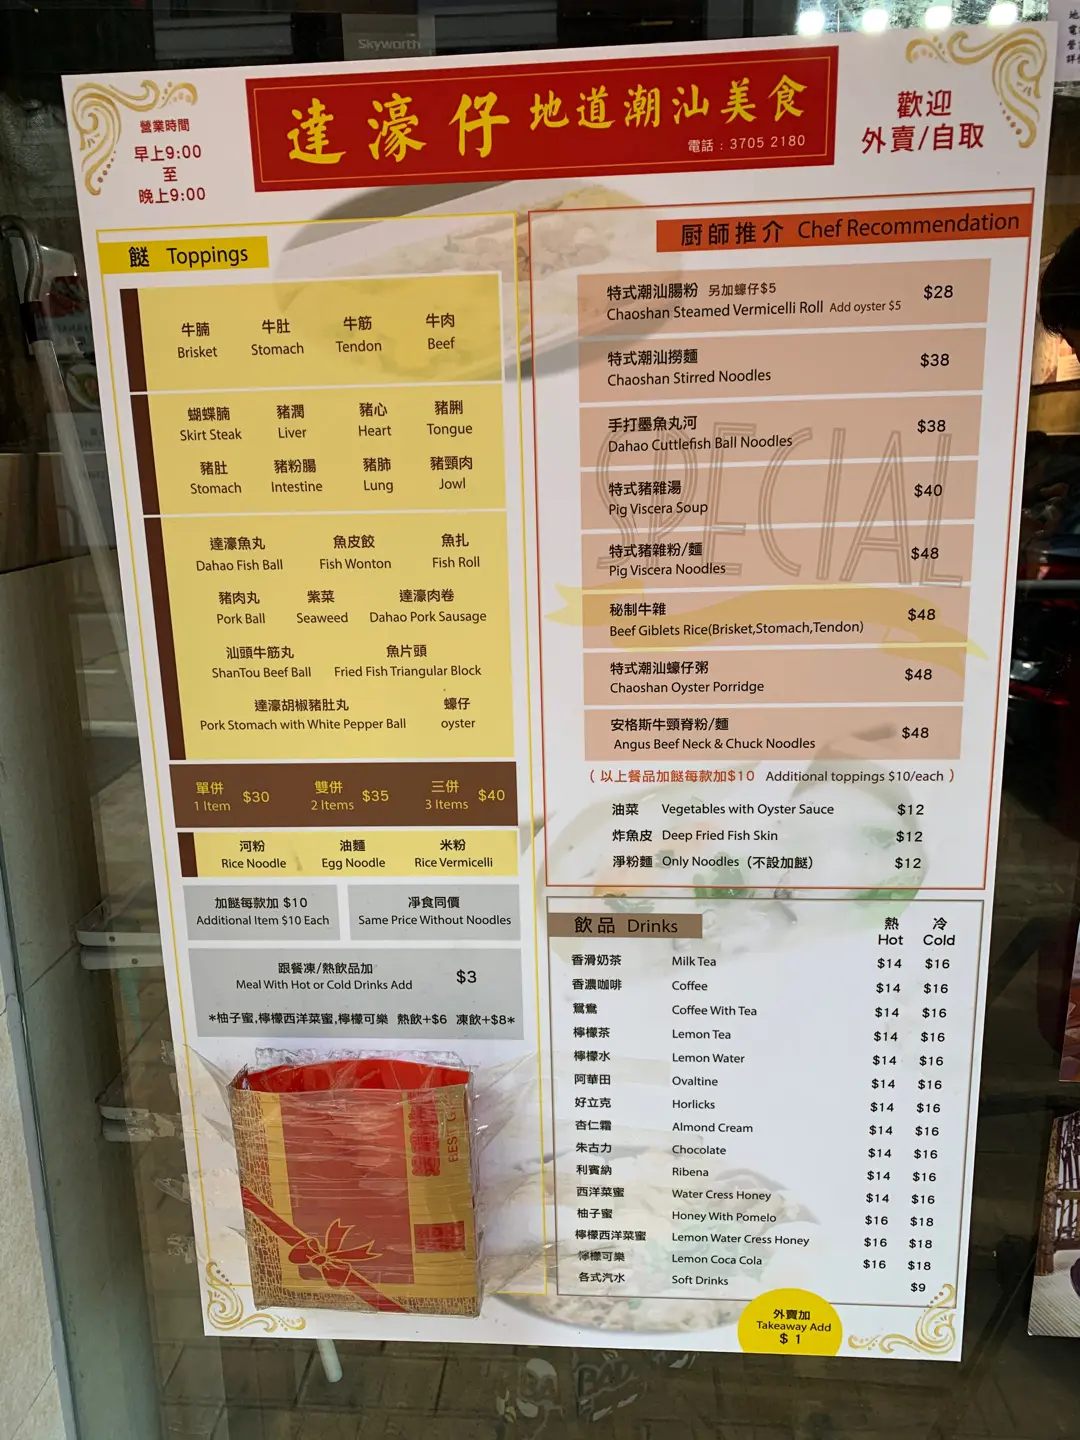 Skyworth
營業時間
早上9:00
至
晚上9:00
達濠仔 地道潮汕美食
電話：3705 2180
歡迎
外賣/自取
餸 Toppings
牛腩 牛肚 牛筋 牛肉
Brisket Stomach Tendon Beef
蝴蝶腩 豬潤 豬心 豬脷
Skirt Steak Liver Heart Tongue
豬肚 豬粉腸 豬肺 豬頸肉
Stomach Intestine Lung Jowl
達濠魚丸 魚皮餃 魚扎
Dahao Fish Ball Fish Wonton Fish Roll
豬肉丸 紫菜 達濠肉卷
Pork Ball Seaweed Dahao Pork Sausage
汕頭牛筋丸 魚片頭
ShanTou Beef Ball Fried Fish Triangular Block
達濠胡椒豬肚丸 蠔仔
Pork Stomach with White Pepper Ball oyster
單併 $30 雙併 $35 三併 $40
1 Item 2 Items 3 Items
河粉 油麵 米粉
Rice Noodle Egg Noodle Rice Vermicelli
加餸每款加 $10 淨食同價
Additional Item $10 Each Same Price Without Noodles
跟餐凍/熱飲品加 $3
Meal With Hot or Cold Drinks Add
*柚子蜜,檸檬西洋菜蜜,檸檬可樂 熱飲+$6 凍飲+$8*
BEST
厨師推介 Chef Recommendation
SPECIAL
特式潮汕腸粉 另加蠔仔$5 $28
Chaoshan Steamed Vermicelli Roll Add oyster $5
特式潮汕撈麵 $38
Chaoshan Stirred Noodles
手打墨魚丸河 $38
Dahao Cuttlefish Ball Noodles
特式豬雜湯 $40
Pig Viscera Soup
特式豬雜粉/麵 $48
Pig Viscera Noodles
秘制牛雜 $48
Beef Giblets Rice(Brisket,Stomach,Tendon)
特式潮汕蠔仔粥 $48
Chaoshan Oyster Porridge
安格斯牛頸脊粉/麵 $48
Angus Beef Neck & Chuck Noodles
（以上餐品加餸每款加$10 Additional toppings $10/each）
油菜 Vegetables with Oyster Sauce $12
炸魚皮 Deep Fried Fish Skin $12
淨粉麵 Only Noodles（不設加餸） $12
飲品 Drinks 熱 冷
Hot Cold
香滑奶茶 Milk Tea $14 $16
香濃咖啡 Coffee $14 $16
鴛鴦 Coffee With Tea $14 $16
檸檬茶 Lemon Tea $14 $16
檸檬水 Lemon Water $14 $16
阿華田 Ovaltine $14 $16
好立克 Horlicks $14 $16
杏仁霜 Almond Cream $14 $16
朱古力 Chocolate $14 $16
利賓納 Ribena $14 $16
西洋菜蜜 Water Cress Honey $14 $16
柚子蜜 Honey With Pomelo $16 $18
檸檬西洋菜蜜 Lemon Water Cress Honey $16 $18
檸檬可樂 Lemon Coca Cola $16 $18
各式汽水 Soft Drinks $9
外賣加
Takeaway Add
$ 1